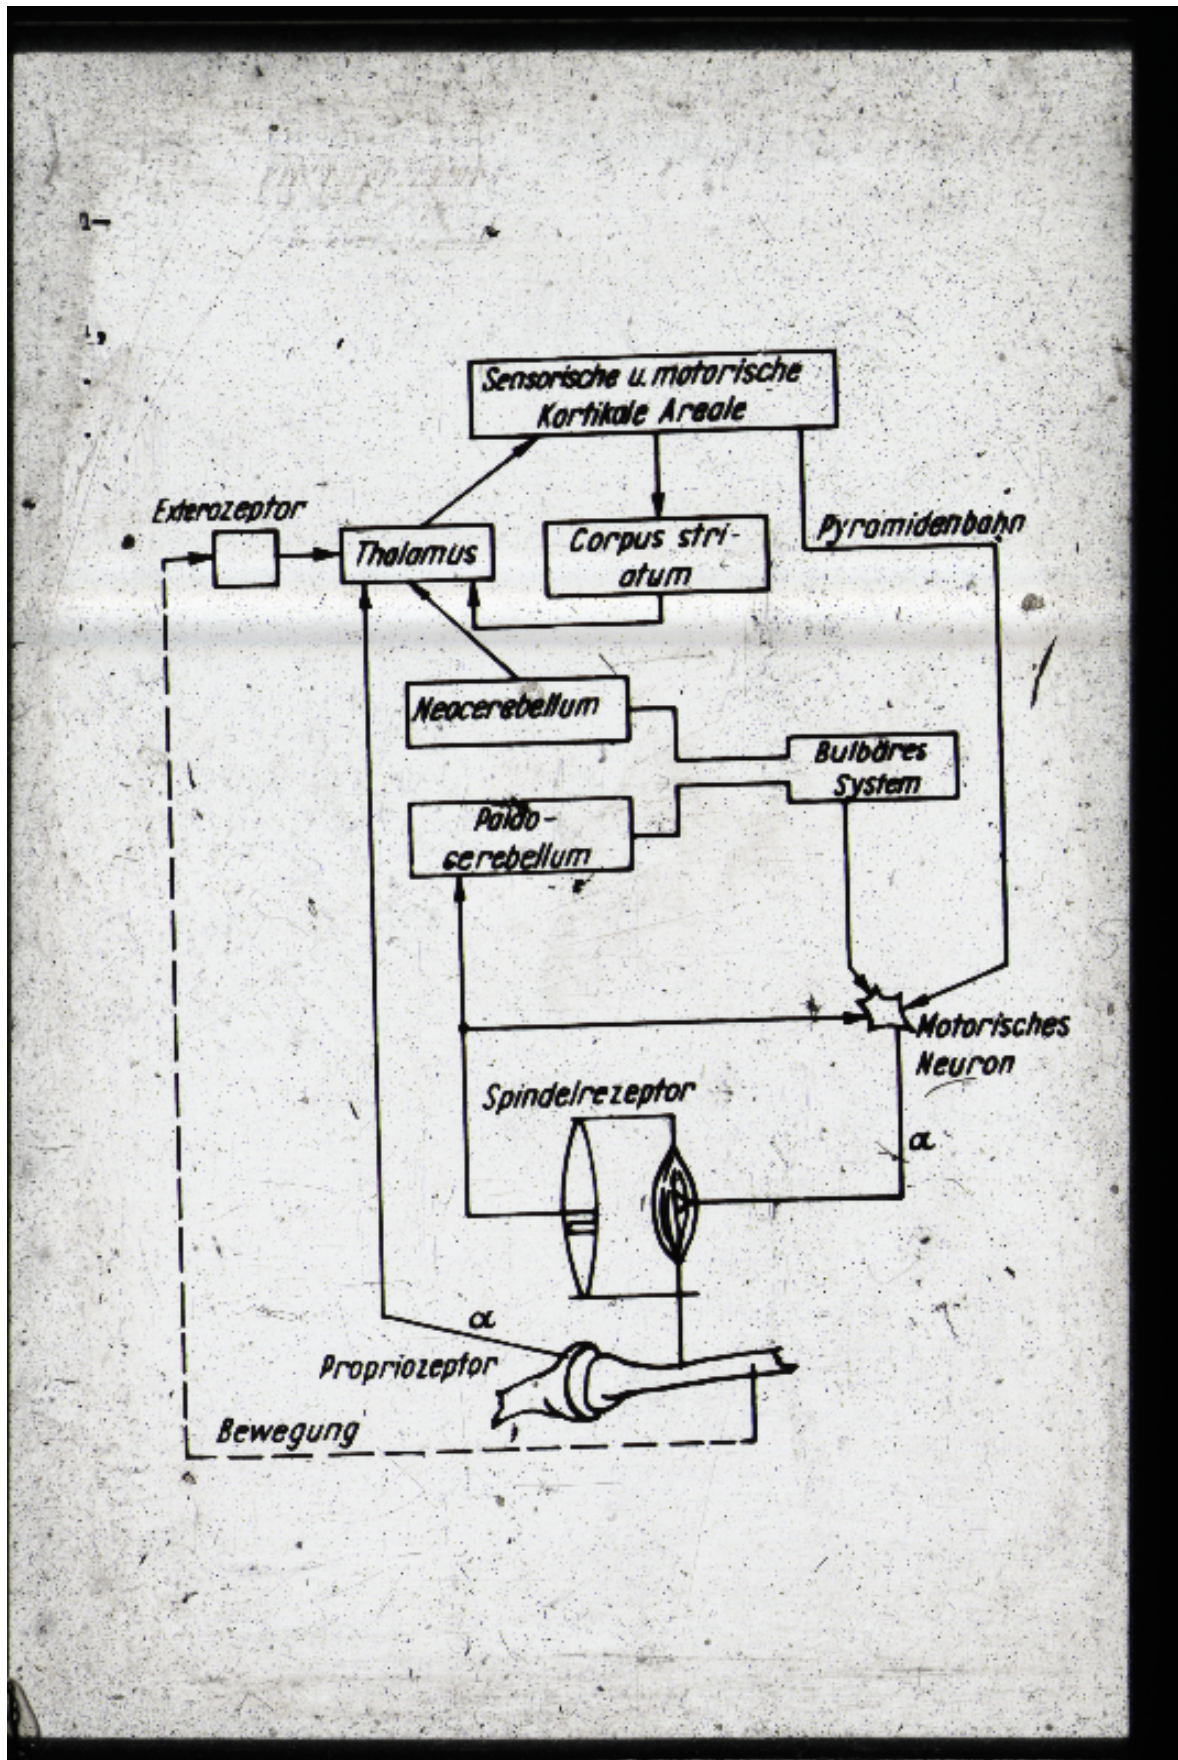 Sensorische u. motorische
Kortikale Areale
Exterozeptor
Thalamus
Corpus stri-
atum
Pyramidenbahn
Neocerebellum
Bulbäres
System
Paläo-
cerebellum
Motorisches
Neuron
Spindelrezeptor
α
α
Propriozeptor
Bewegung